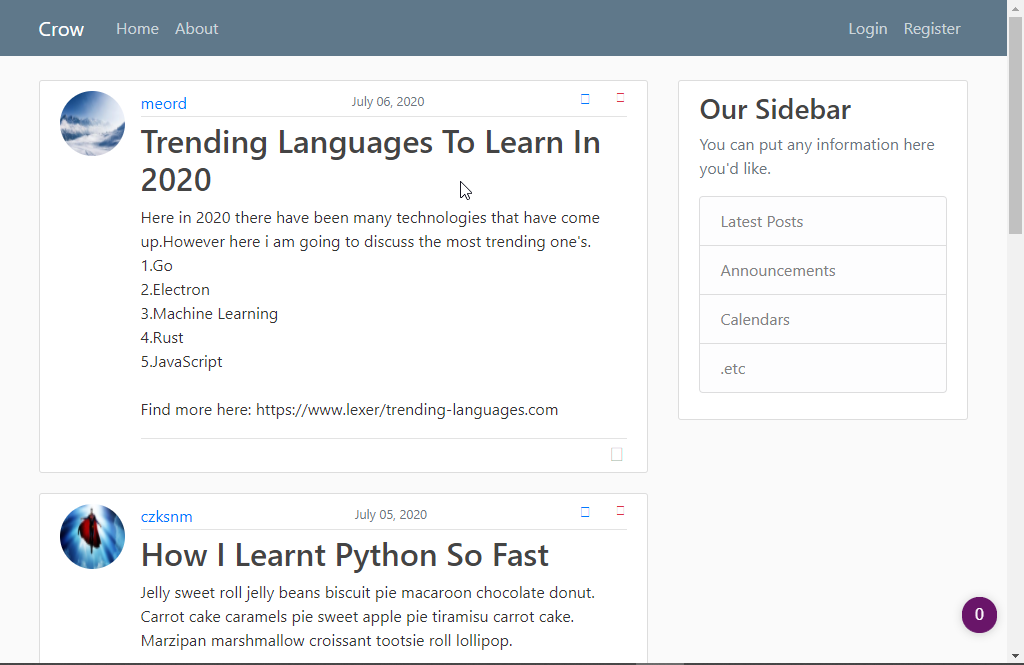 Crow Home About Login Register
meord July 06, 2020
Trending Languages To Learn In
2020
Here in 2020 there have been many technologies that have come
up.However here i am going to discuss the most trending one's.
1.Go
2.Electron
3.Machine Learning
4.Rust
5.JavaScript
Find more here: https://www.lexer/trending-languages.com
czksnm July 05, 2020
How I Learnt Python So Fast
Jelly sweet roll jelly beans biscuit pie macaroon chocolate donut.
Carrot cake caramels pie sweet apple pie tiramisu carrot cake.
Marzipan marshmallow croissant tootsie roll lollipop.
Our Sidebar
You can put any information here
you'd like.
Latest Posts
Announcements
Calendars
.etc
0